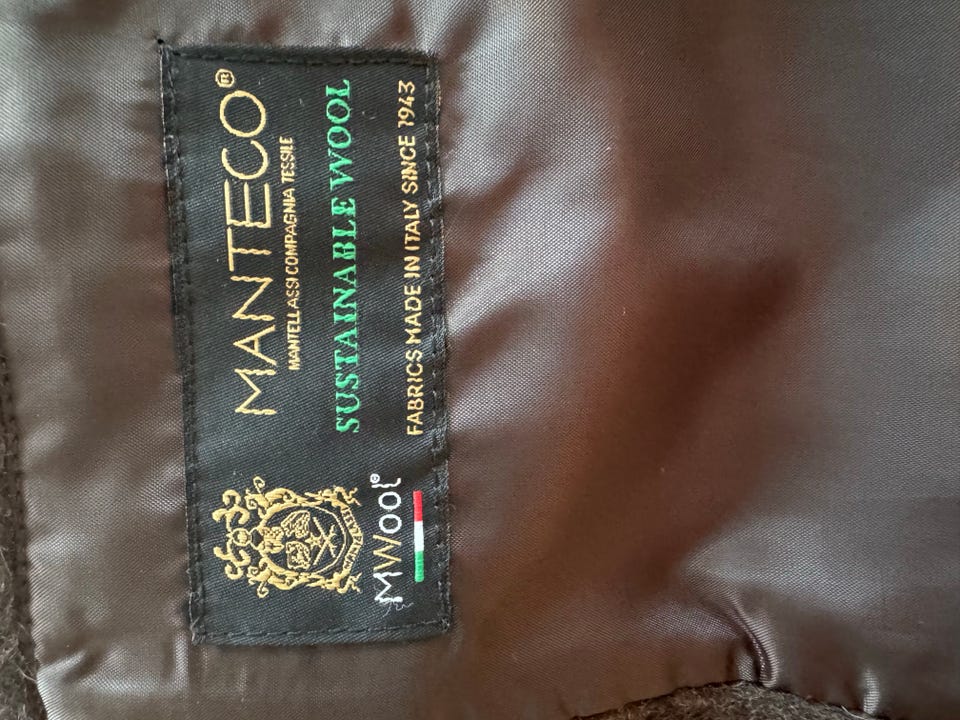 MANTECO®
MANTELLASSI COMPAGNIA TESSILE
SUSTAINABLE WOOL
FABRICS MADE IN ITALY SINCE 1943
MWool®